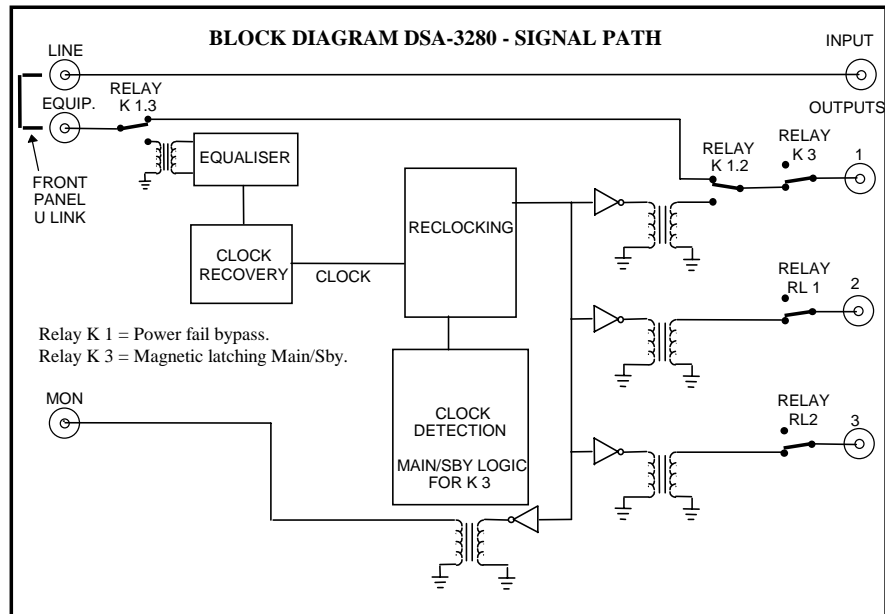 BLOCK DIAGRAM DSA-3280 - SIGNAL PATH
LINE
INPUT
EQUIP.
RELAY
K 1.3
OUTPUTS
FRONT
PANEL
U LINK
EQUALISER
RELAY
K 1.2
RELAY
K 3
1
CLOCK
RECOVERY
CLOCK
RECLOCKING
RELAY
RL 1
2
Relay K 1 = Power fail bypass.
Relay K 3 = Magnetic latching Main/Sby.
MON
CLOCK
DETECTION
MAIN/SBY LOGIC
FOR K 3
RELAY
RL2
3